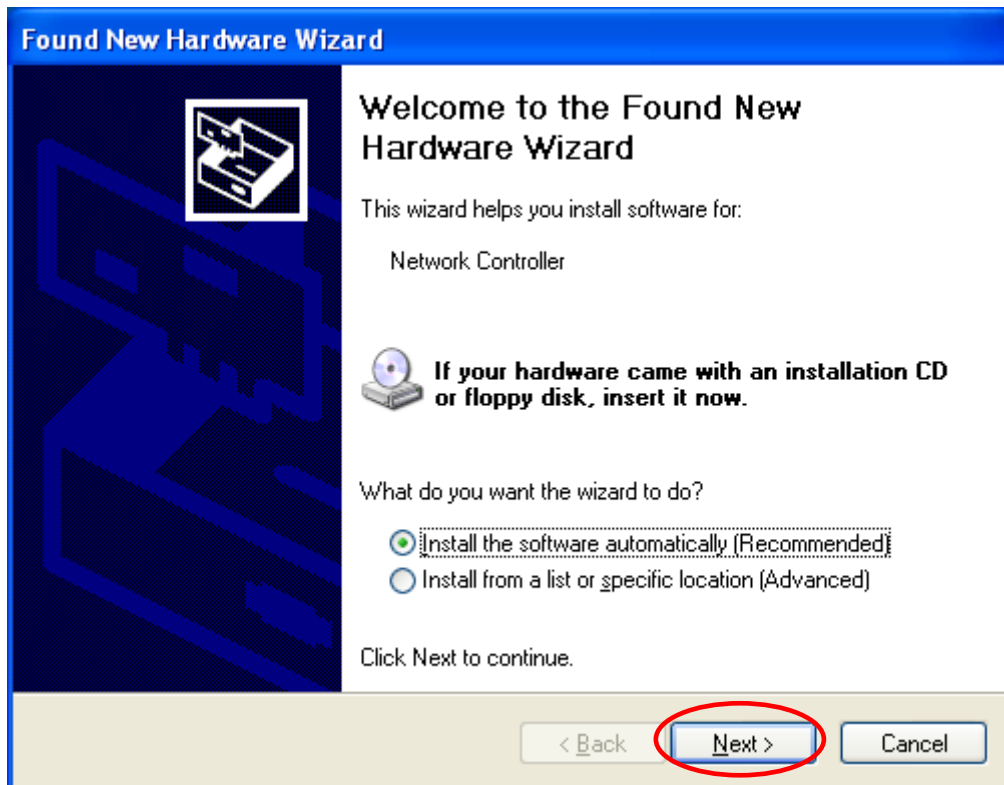 Found New Hardware Wizard
Welcome to the Found New
Hardware Wizard
This wizard helps you install software for:
Network Controller
If your hardware came with an installation CD
or floppy disk, insert it now.
What do you want the wizard to do?
Install the software automatically (Recommended)
Install from a list or specific location (Advanced)
Click Next to continue.
< Back Next > Cancel